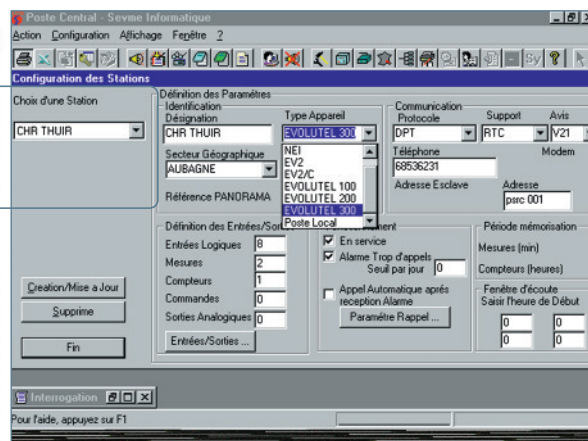 Poste Central - Sevme Informatique
Action Configuration Affichage Fenêtre ?
Sy
Configuration des Stations
Choix d'une Station
CHR THUIR
Définition des Paramètres
Identification
Désignation
CHR THUIR
Type Appareil
EVOLUTEL 300
NEI
EV2
EV2/C
EVOLUTEL 100
EVOLUTEL 200
EVOLUTEL 300
Poste Local
Secteur Géographique
AUBAGNE
Référence PANORAMA
Communication
Protocole
DPT
Support
RTC
Avis
V21
Téléphone
68536231
Modem
Adresse Esclave
Adresse
psrc 001
Définition des Entrées/Sorti
Entrées Logiques 8
Mesures 2
Compteurs 1
Commandes 0
Sorties Analogiques 0
Entrées/Sorties ...
En service
Alarme Trop d'appels
Seuil par jour 0
Appel Automatique après
reception Alarme
Paramétre Rappel ...
Période mémorisation
Mesures (min)
Compteurs (heures)
Fenêtre d'écoute
Saisir l'heure de Début
0 0
0 0
Creation/Mise a Jour
Supprime
Fin
Interrogation
Pour l'aide, appuyez sur F1